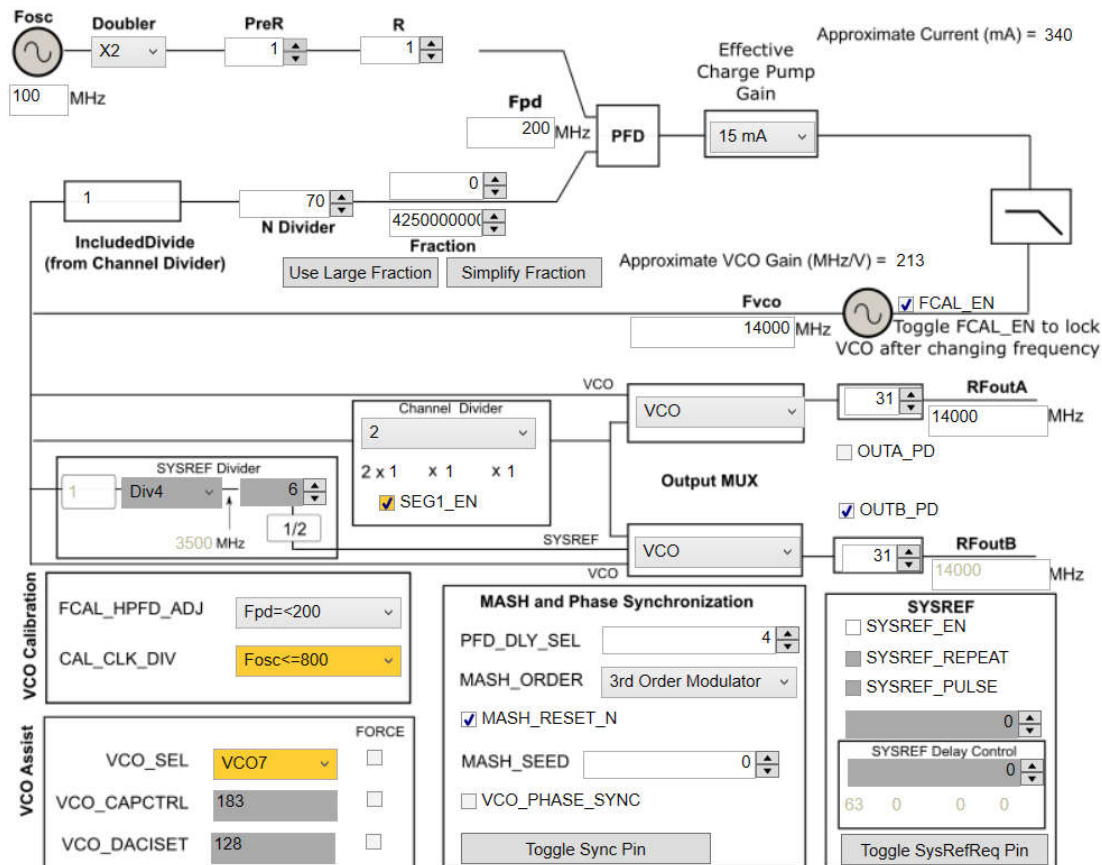 Fosc
Doubler
PreR
R
Approximate Current (mA) = 340
X2
1
1
Effective
Charge Pump
Gain
100 MHz
Fpd
200 MHz
PFD
15 mA
1
70
0
N Divider
4250000000
IncludedDivide
(from Channel Divider)
Fraction
Use Large Fraction
Simplify Fraction
Approximate VCO Gain (MHz/V) = 213
Fvco
FCAL_EN
14000 MHz
Toggle FCAL_EN to lock
VCO after changing frequency
VCO
RFoutA
Channel Divider
VCO
31
14000 MHz
2
2 x 1 x 1 x 1
OUTA_PD
SYSREF Divider
Output MUX
1
Div4
6
SEG1_EN
OUTB_PD
3500 MHz
1/2
SYSREF
VCO
31
RFoutB
VCO
14000 MHz
VCO Calibration
FCAL_HPFD_ADJ
Fpd=<200
CAL_CLK_DIV
Fosc<=800
MASH and Phase Synchronization
PFD_DLY_SEL
4
MASH_ORDER
3rd Order Modulator
MASH_RESET_N
MASH_SEED
0
VCO_PHASE_SYNC
Toggle Sync Pin
SYSREF
SYSREF_EN
SYSREF_REPEAT
SYSREF_PULSE
0
SYSREF Delay Control
0
63 0 0 0
Toggle SysRefReq Pin
VCO Assist
FORCE
VCO_SEL
VCO7
VCO_CAPCTRL
183
VCO_DACISET
128